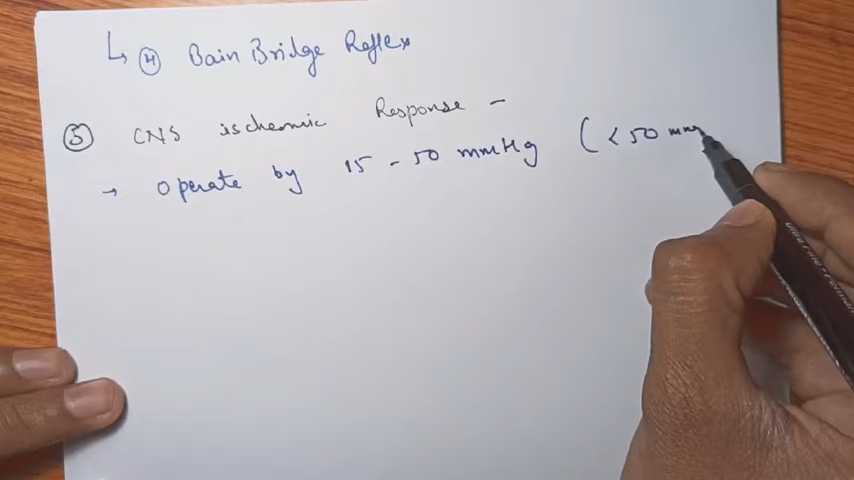 ↳ ④ Bain Bridge Reflex
⑤ CNS ischemic Response -
→ Operate by 15 - 50 mmHg (< 50 mm